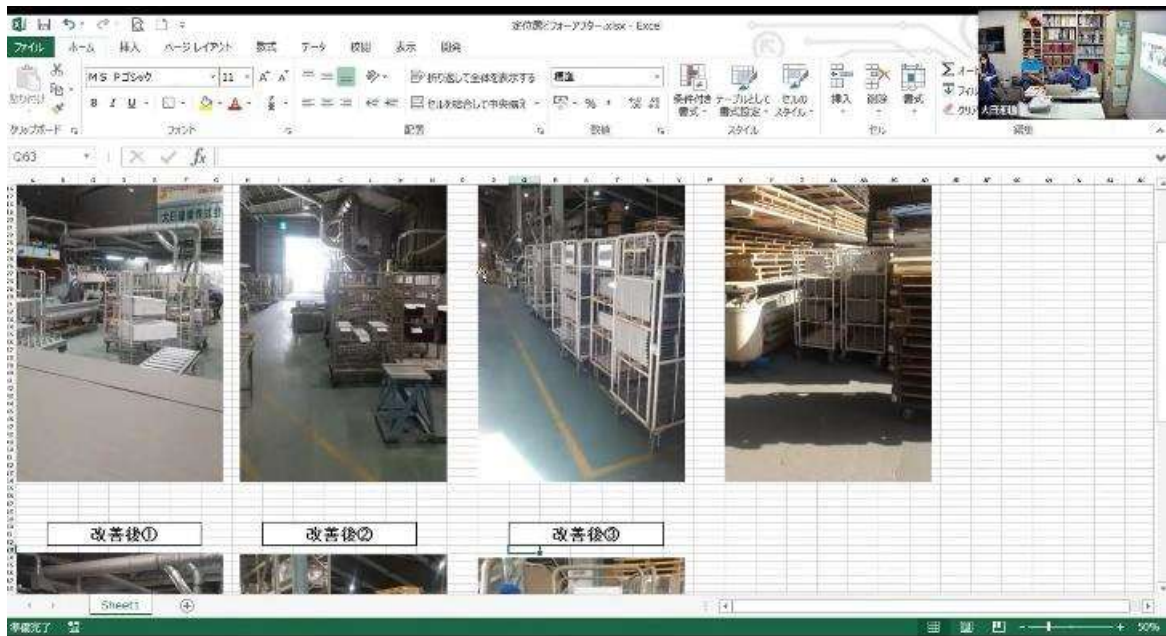 定位置ビフォーアフター.xlsx - Excel
ファイル ホーム 挿入 ページ レイアウト 数式 データ 校閲 表示 開発
MS Pゴシック 11
折り返して全体を表示する
標準
B I U
セルを結合して中央揃え
条件付き書式
テーブルとして書式設定
セルのスタイル
挿入 削除 書式
クリップボード フォント 配置 数値 スタイル セル 編集
Q63
fx
改善後① 改善後② 改善後③
Sheet1
準備完了
50%